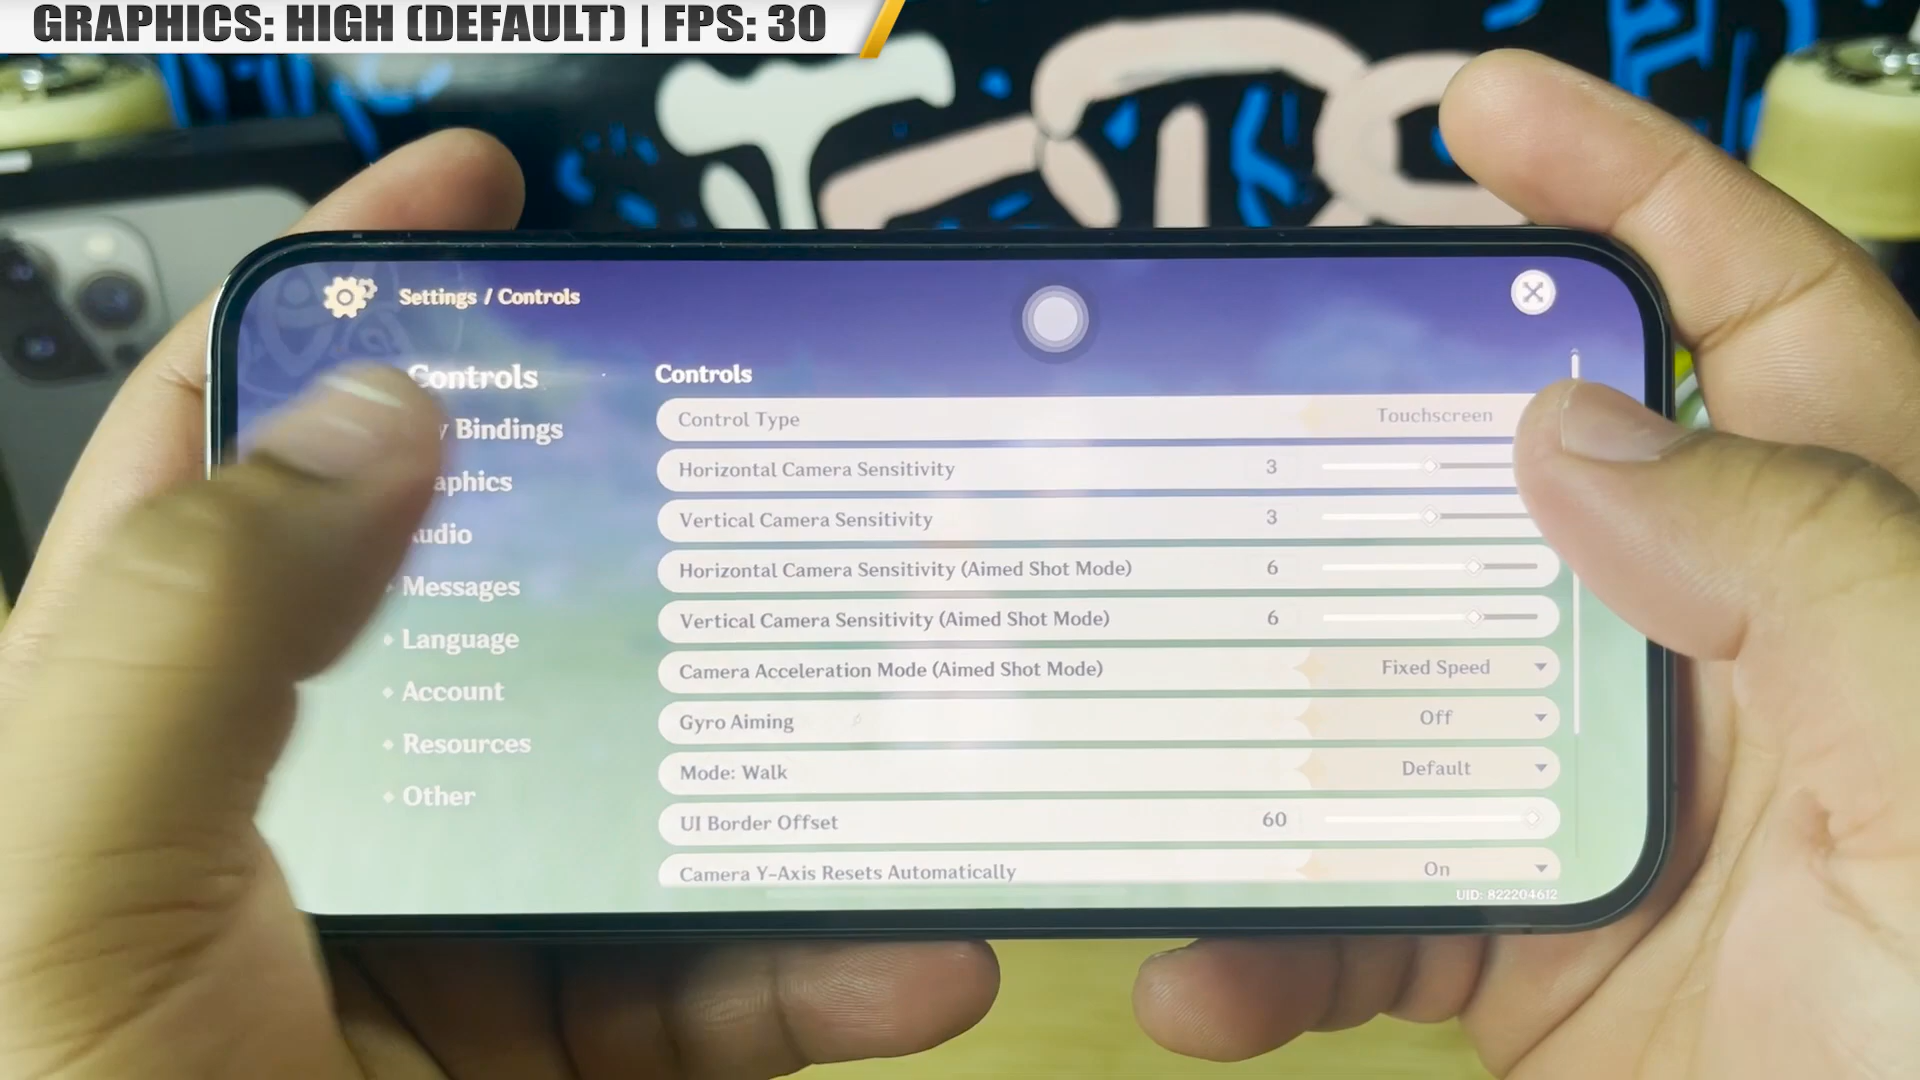 GRAPHICS: HIGH (DEFAULT) | FPS: 30
Settings / Controls
Controls
Bindings
aphics
udio
Messages
Language
Account
Resources
Other
Controls
Control Type Touchscreen
Horizontal Camera Sensitivity 3
Vertical Camera Sensitivity 3
Horizontal Camera Sensitivity (Aimed Shot Mode) 6
Vertical Camera Sensitivity (Aimed Shot Mode) 6
Camera Acceleration Mode (Aimed Shot Mode) Fixed Speed
Gyro Aiming Off
Mode: Walk Default
UI Border Offset 60
Camera Y-Axis Resets Automatically On
UID: 822204612